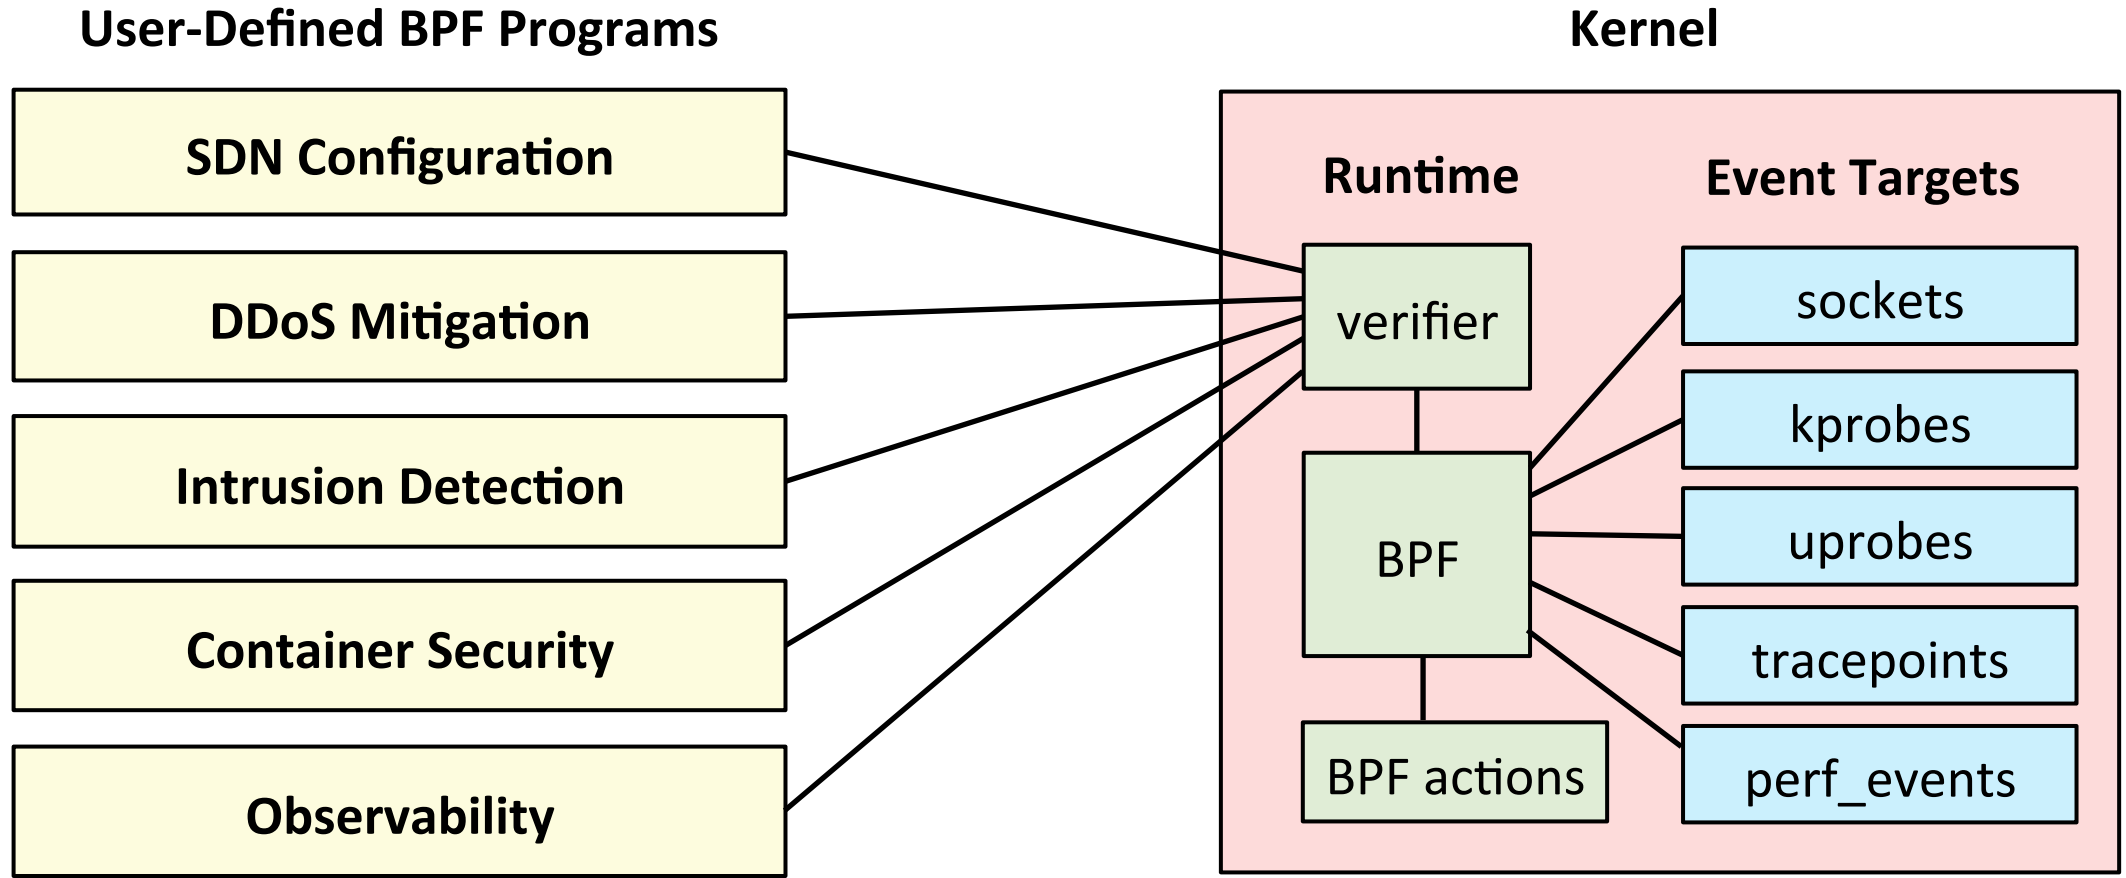 User-Defined BPF Programs
SDN Configuration
DDoS Mitigation
Intrusion Detection
Container Security
Observability
Kernel
Runtime
verifier
BPF
BPF actions
Event Targets
sockets
kprobes
uprobes
tracepoints
perf_events